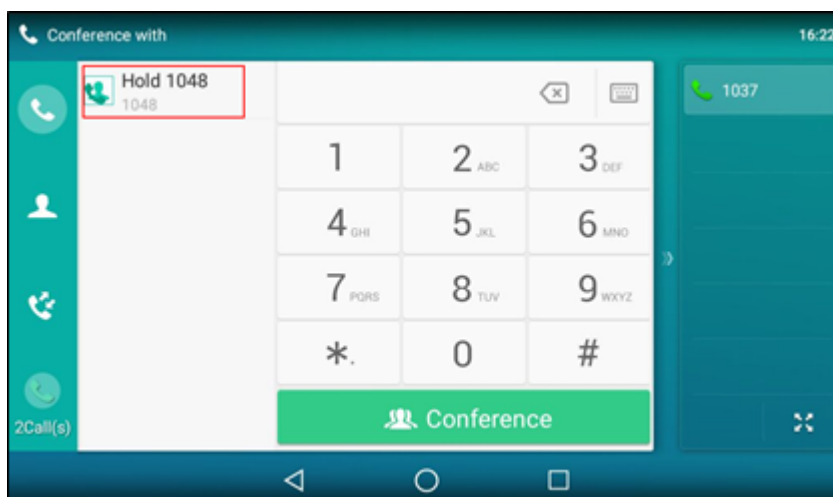 Conference with
16:22
Hold 1048
1048
1037
1
2 ABC
3 DEF
4 GHI
5 JKL
6 MNO
7 PQRS
8 TUV
9 WXYZ
*.
0
#
Conference
2Call(s)